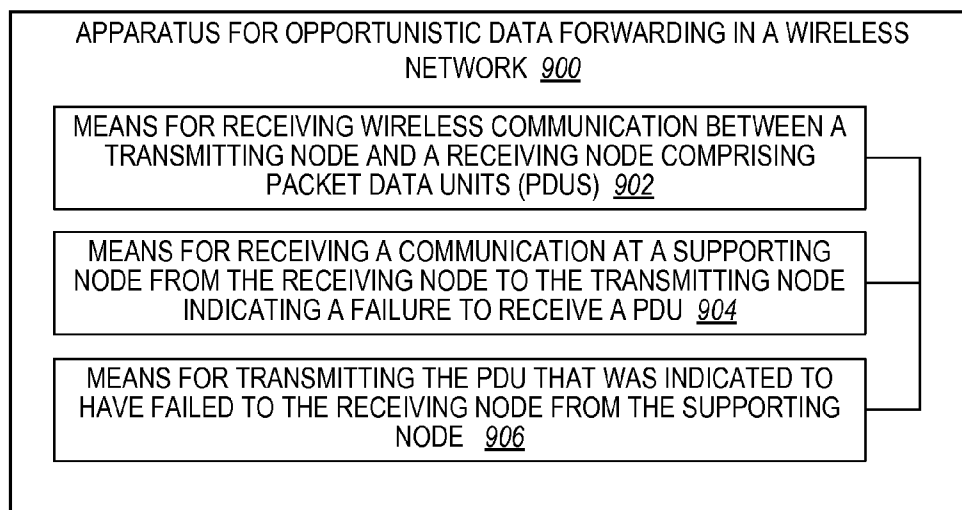 APPARATUS FOR OPPORTUNISTIC DATA FORWARDING IN A WIRELESS
NETWORK 900
MEANS FOR RECEIVING WIRELESS COMMUNICATION BETWEEN A
TRANSMITTING NODE AND A RECEIVING NODE COMPRISING
PACKET DATA UNITS (PDUS) 902
MEANS FOR RECEIVING A COMMUNICATION AT A SUPPORTING
NODE FROM THE RECEIVING NODE TO THE TRANSMITTING NODE
INDICATING A FAILURE TO RECEIVE A PDU 904
MEANS FOR TRANSMITTING THE PDU THAT WAS INDICATED TO
HAVE FAILED TO THE RECEIVING NODE FROM THE SUPPORTING
NODE 906